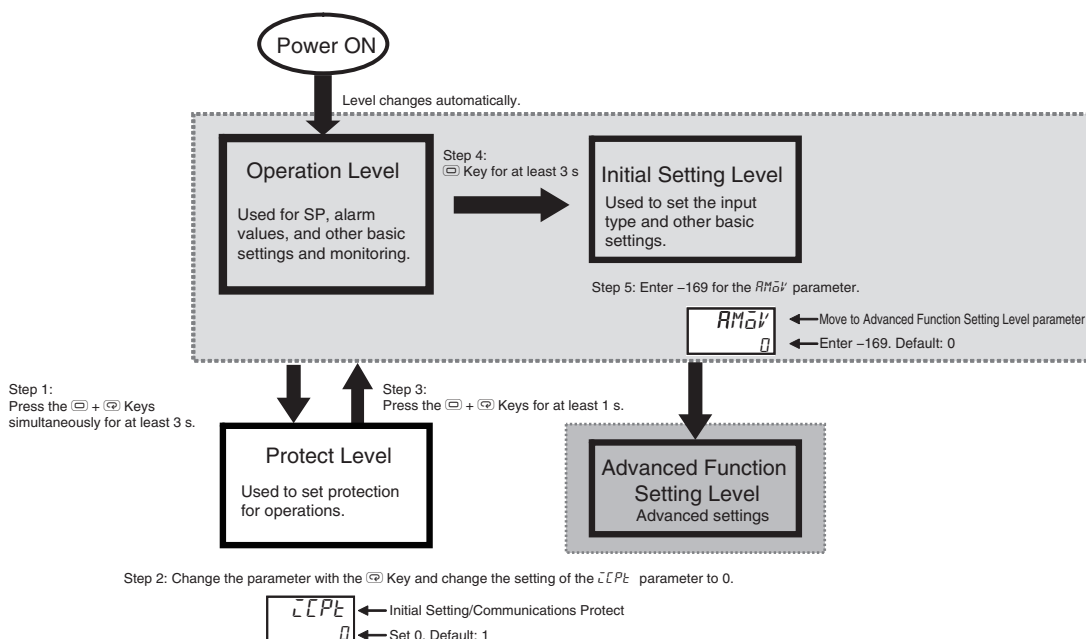 Power ON
Level changes automatically.
Operation Level
Used for SP, alarm
values, and other basic
settings and monitoring.
Step 4:
Key for at least 3 s
Initial Setting Level
Used to set the input
type and other basic
settings.
Step 5: Enter −169 for the AMoV parameter.
AMoV
0
Move to Advanced Function Setting Level parameter
Enter −169. Default: 0
Step 1:
Press the + Keys
simultaneously for at least 3 s.
Step 3:
Press the + Keys for at least 1 s.
Protect Level
Used to set protection
for operations.
Advanced Function
Setting Level
Advanced settings
Step 2: Change the parameter with the Key and change the setting of the iCPt parameter to 0.
iCPt
0
Initial Setting/Communications Protect
Set 0. Default: 1